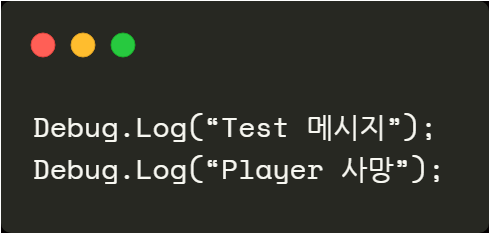 Debug.Log(“Test 메시지”);
Debug.Log(“Player 사망”);